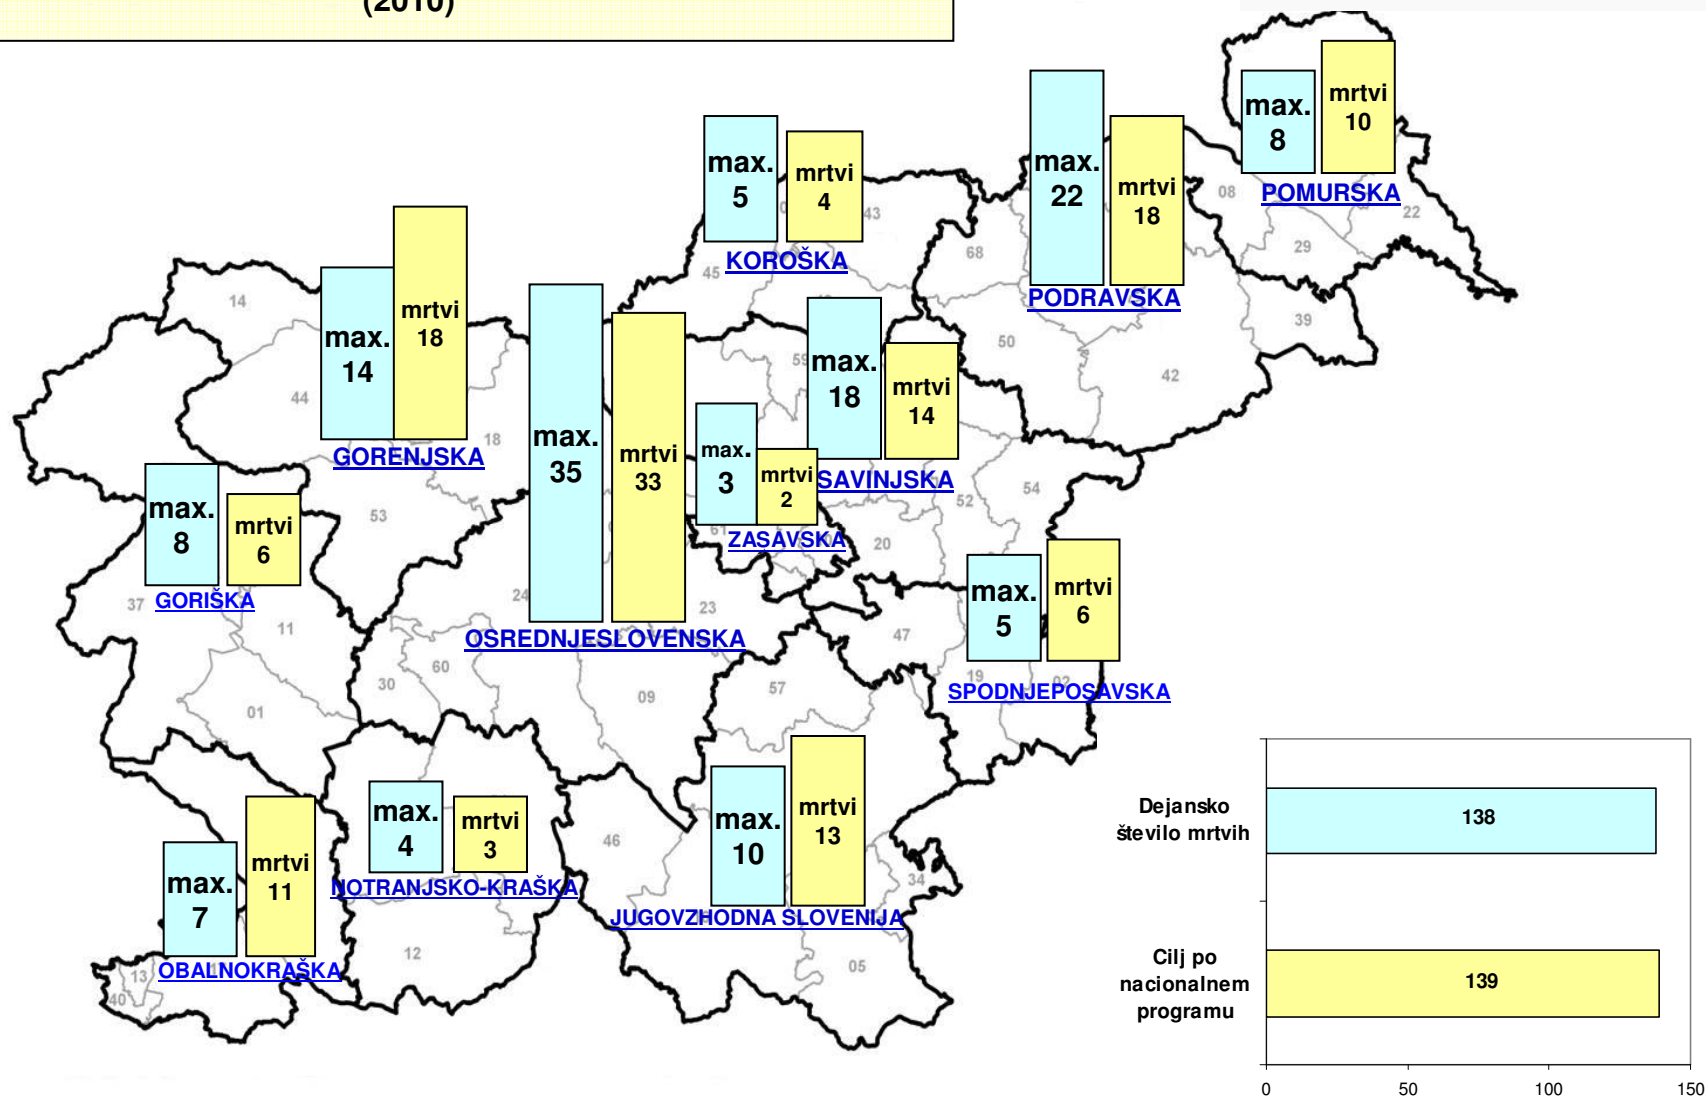 (2010)
max.
8
mrtvi
10
POMURSKA
max.
22
mrtvi
18
PODRAVSKA
max.
5
mrtvi
4
KOROŠKA
max.
14
mrtvi
18
GORENJSKA
max.
35
mrtvi
33
OSREDNJESLOVENSKA
max.
18
mrtvi
14
SAVINJSKA
max.
3
mrtvi
2
ZASAVSKA
max.
8
mrtvi
6
GORIŠKA
max.
5
mrtvi
6
SPODNJEPOSAVSKA
max.
10
mrtvi
13
JUGOVZHODNA SLOVENIJA
max.
4
mrtvi
3
NOTRANJSKO-KRAŠKA
max.
7
mrtvi
11
OBALNOKRAŠKA
08
22
29
39
43
45
68
50
42
14
44
18
53
59
61
20
52
54
37
11
01
24
23
30
60
09
57
47
19
02
46
34
05
12
13
40
Dejansko
število mrtvih
138
Cilj po
nacionalnem
programu
139
0
50
100
150